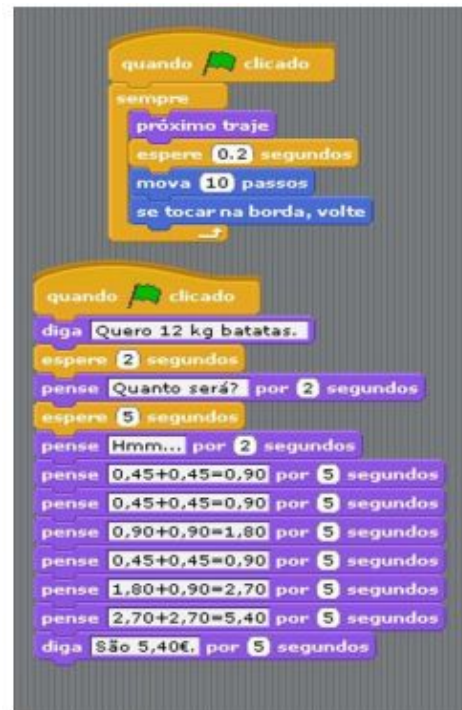 quando clicado
sempre
próximo traje
espere 0.2 segundos
mova 10 passos
se tocar na borda, volte
quando clicado
diga Quero 12 kg batatas.
espere 2 segundos
pense Quanto será? por 2 segundos
espere 5 segundos
pense Hmm... por 2 segundos
pense 0,45+0,45=0,90 por 5 segundos
pense 0,45+0,45=0,90 por 5 segundos
pense 0,90+0,90=1,80 por 5 segundos
pense 0,45+0,45=0,90 por 5 segundos
pense 1,80+0,90=2,70 por 5 segundos
pense 2,70+2,70=5,40 por 5 segundos
diga São 5,40€. por 5 segundos